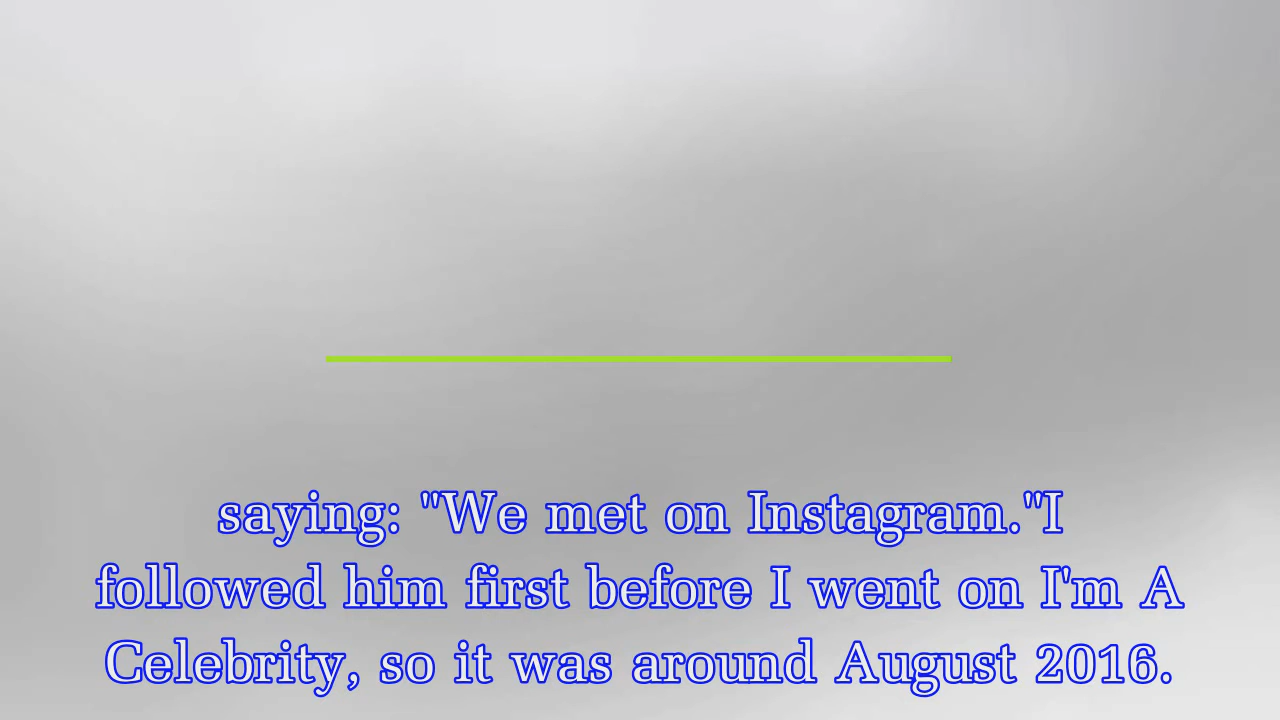 saying: "We met on Instagram."I
followed him first before I went on I'm A
Celebrity, so it was around August 2016.